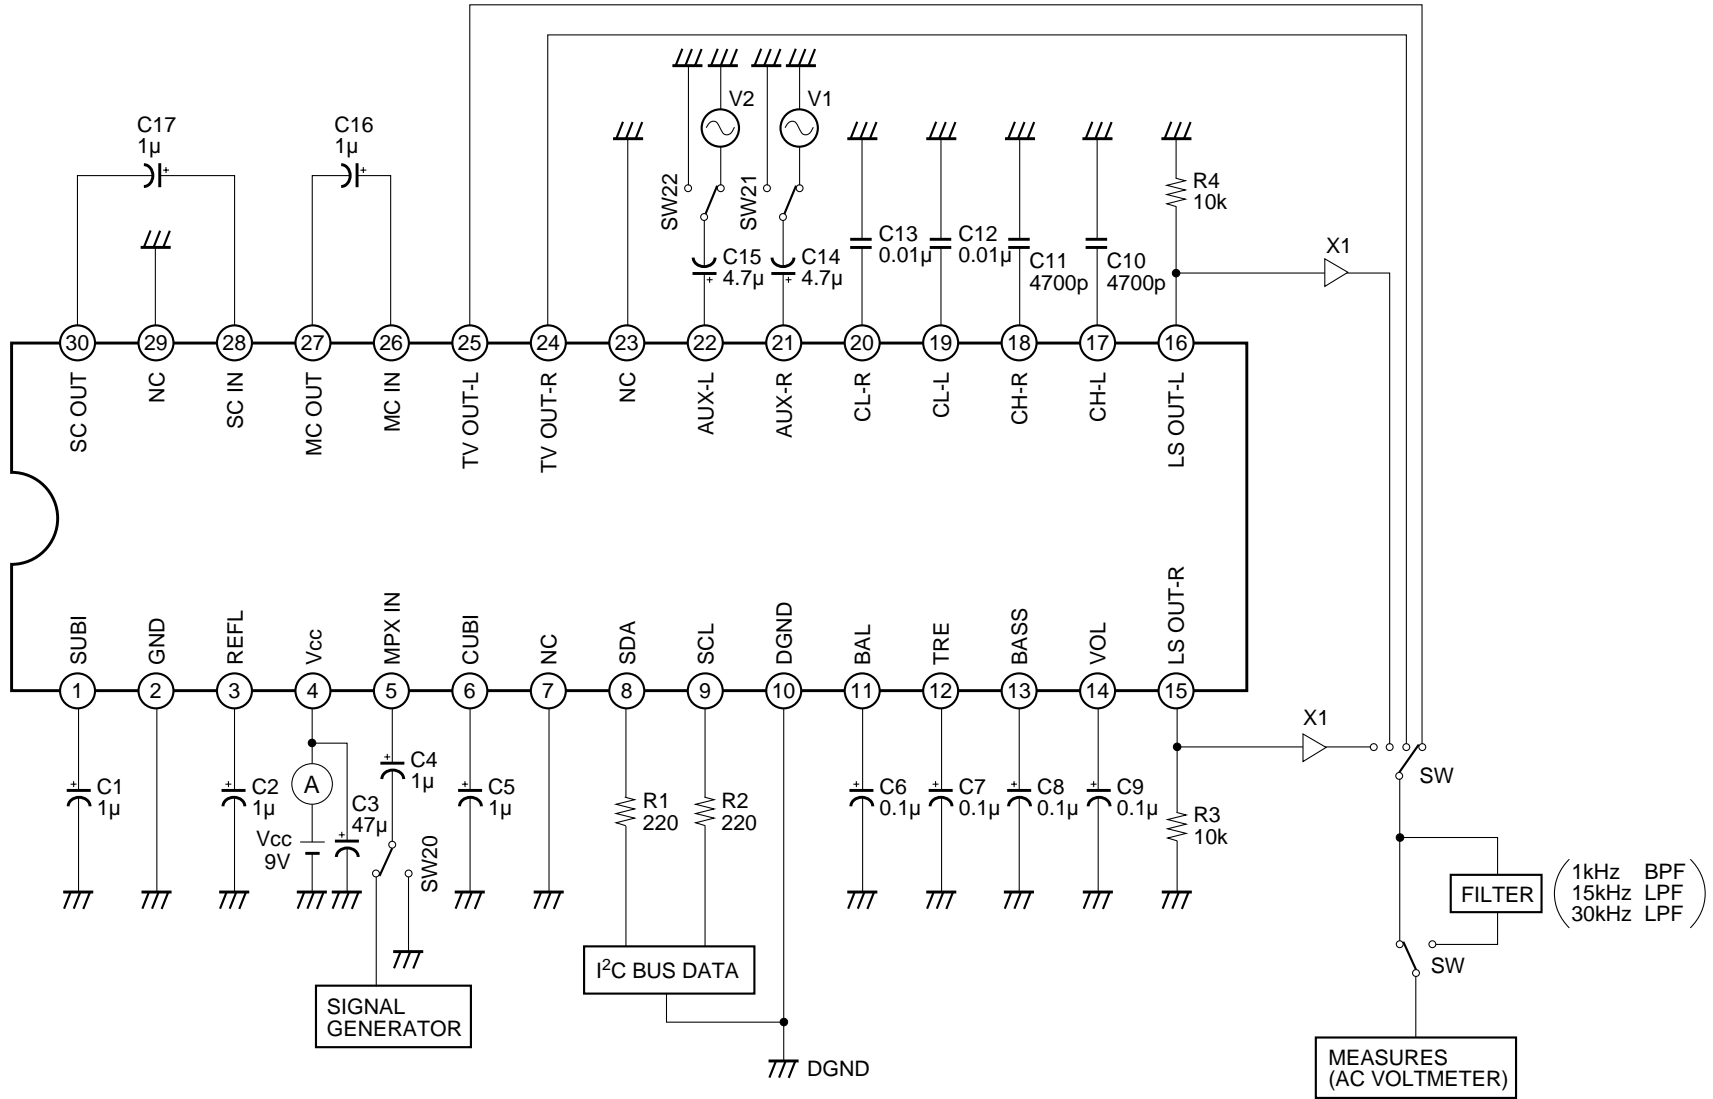 V2
V1
C17
1µ
C16
1µ
SW22
SW21
R4
10k
C15
4.7µ
C14
4.7µ
C13
0.01µ
C12
0.01µ
C11
4700p
C10
4700p
X1
30
29
28
27
26
25
24
23
22
21
20
19
18
17
16
SC OUT
NC
SC IN
MC OUT
MC IN
TV OUT-L
TV OUT-R
NC
AUX-L
AUX-R
CL-R
CL-L
CH-R
CH-L
LS OUT-L
SUBI
GND
REFL
Vcc
MPX IN
CUBI
NC
SDA
SCL
DGND
BAL
TRE
BASS
VOL
LS OUT-R
1
2
3
4
5
6
7
8
9
10
11
12
13
14
15
X1
C1
1µ
C2
1µ
A
Vcc
9V
C3
47µ
C4
1µ
SW20
C5
1µ
R1
220
R2
220
C6
0.1µ
C7
0.1µ
C8
0.1µ
C9
0.1µ
R3
10k
SW
FILTER
1kHz BPF
15kHz LPF
30kHz LPF
SW
I²C BUS DATA
SIGNAL
GENERATOR
DGND
MEASURES
(AC VOLTMETER)